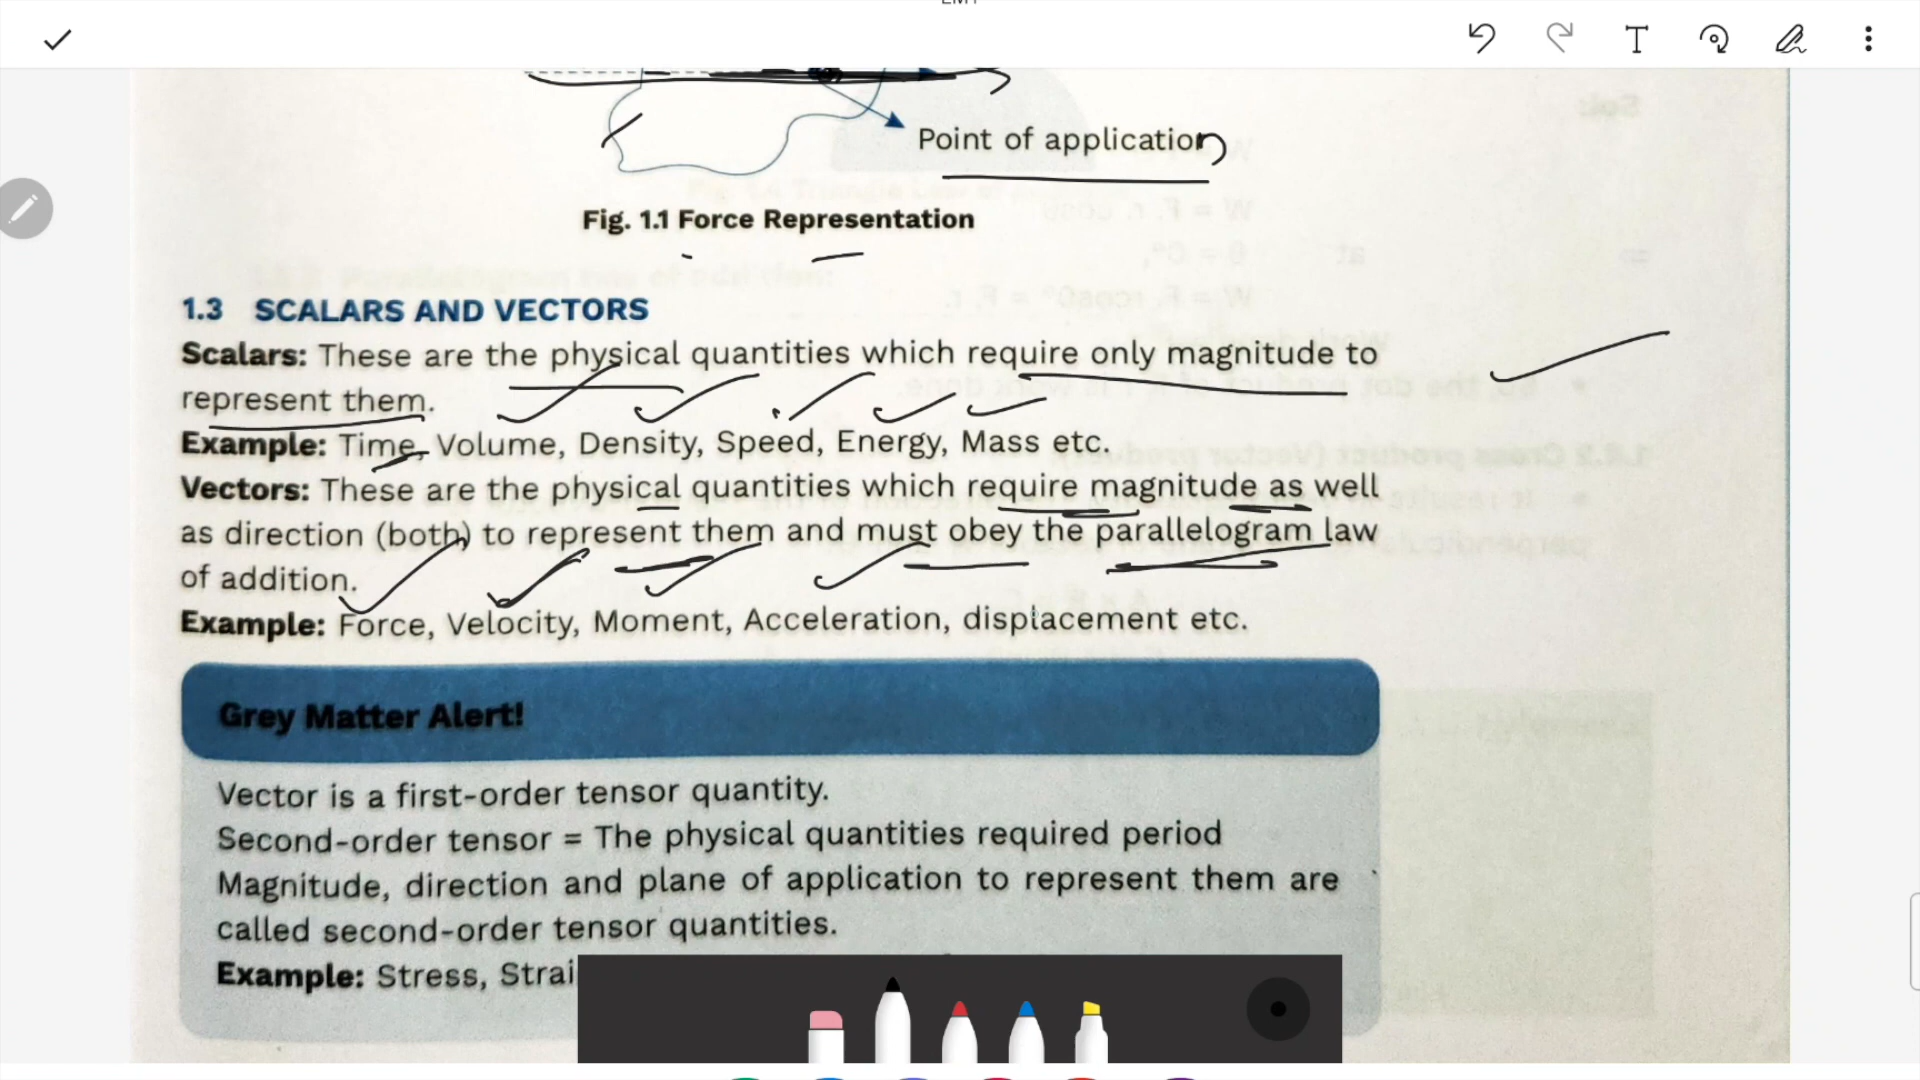 Point of application
Fig. 1.1 Force Representation
1.3 SCALARS AND VECTORS
Scalars: These are the physical quantities which require only magnitude to
represent them.
Example: Time, Volume, Density, Speed, Energy, Mass etc.
Vectors: These are the physical quantities which require magnitude as well
as direction (both) to represent them and must obey the parallelogram law
of addition.
Example: Force, Velocity, Moment, Acceleration, displacement etc.
Grey Matter Alert!
Vector is a first-order tensor quantity.
Second-order tensor = The physical quantities required period
Magnitude, direction and plane of application to represent them are
called second-order tensor quantities.
Example: Stress,